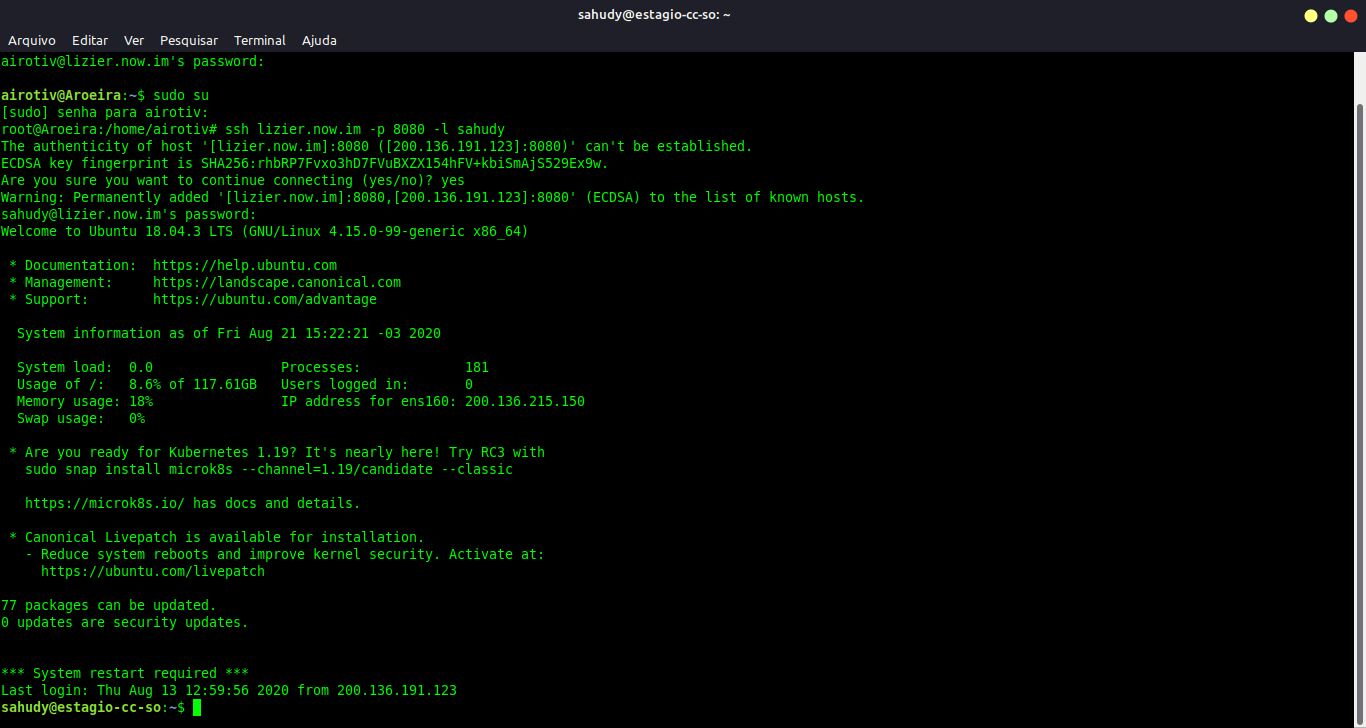 sahudy@estagio-cc-so: ~
Arquivo Editar Ver Pesquisar Terminal Ajuda
airotiv@lizier.now.im's password:
airotiv@Aroeira:~$ sudo su
[sudo] senha para airotiv:
root@Aroeira:/home/airotiv# ssh lizier.now.im -p 8080 -l sahudy
The authenticity of host '[lizier.now.im]:8080 ([200.136.191.123]:8080)' can't be established.
ECDSA key fingerprint is SHA256:rhbRP7Fvxo3hD7FVuBXZX154hFV+kbiSmAjS529Ex9w.
Are you sure you want to continue connecting (yes/no)? yes
Warning: Permanently added '[lizier.now.im]:8080,[200.136.191.123]:8080' (ECDSA) to the list of known hosts.
sahudy@lizier.now.im's password:
Welcome to Ubuntu 18.04.3 LTS (GNU/Linux 4.15.0-99-generic x86_64)
* Documentation:  https://help.ubuntu.com
* Management:     https://landscape.canonical.com
* Support:        https://ubuntu.com/advantage
System information as of Fri Aug 21 15:22:21 -03 2020
System load:  0.0                Processes:             181
Usage of /:   8.6% of 117.61GB   Users logged in:       0
Memory usage: 18%                IP address for ens160: 200.136.215.150
Swap usage:   0%
* Are you ready for Kubernetes 1.19? It's nearly here! Try RC3 with
sudo snap install microk8s --channel=1.19/candidate --classic
https://microk8s.io/ has docs and details.
* Canonical Livepatch is available for installation.
- Reduce system reboots and improve kernel security. Activate at:
https://ubuntu.com/livepatch
77 packages can be updated.
0 updates are security updates.
*** System restart required ***
Last login: Thu Aug 13 12:59:56 2020 from 200.136.191.123
sahudy@estagio-cc-so:~$